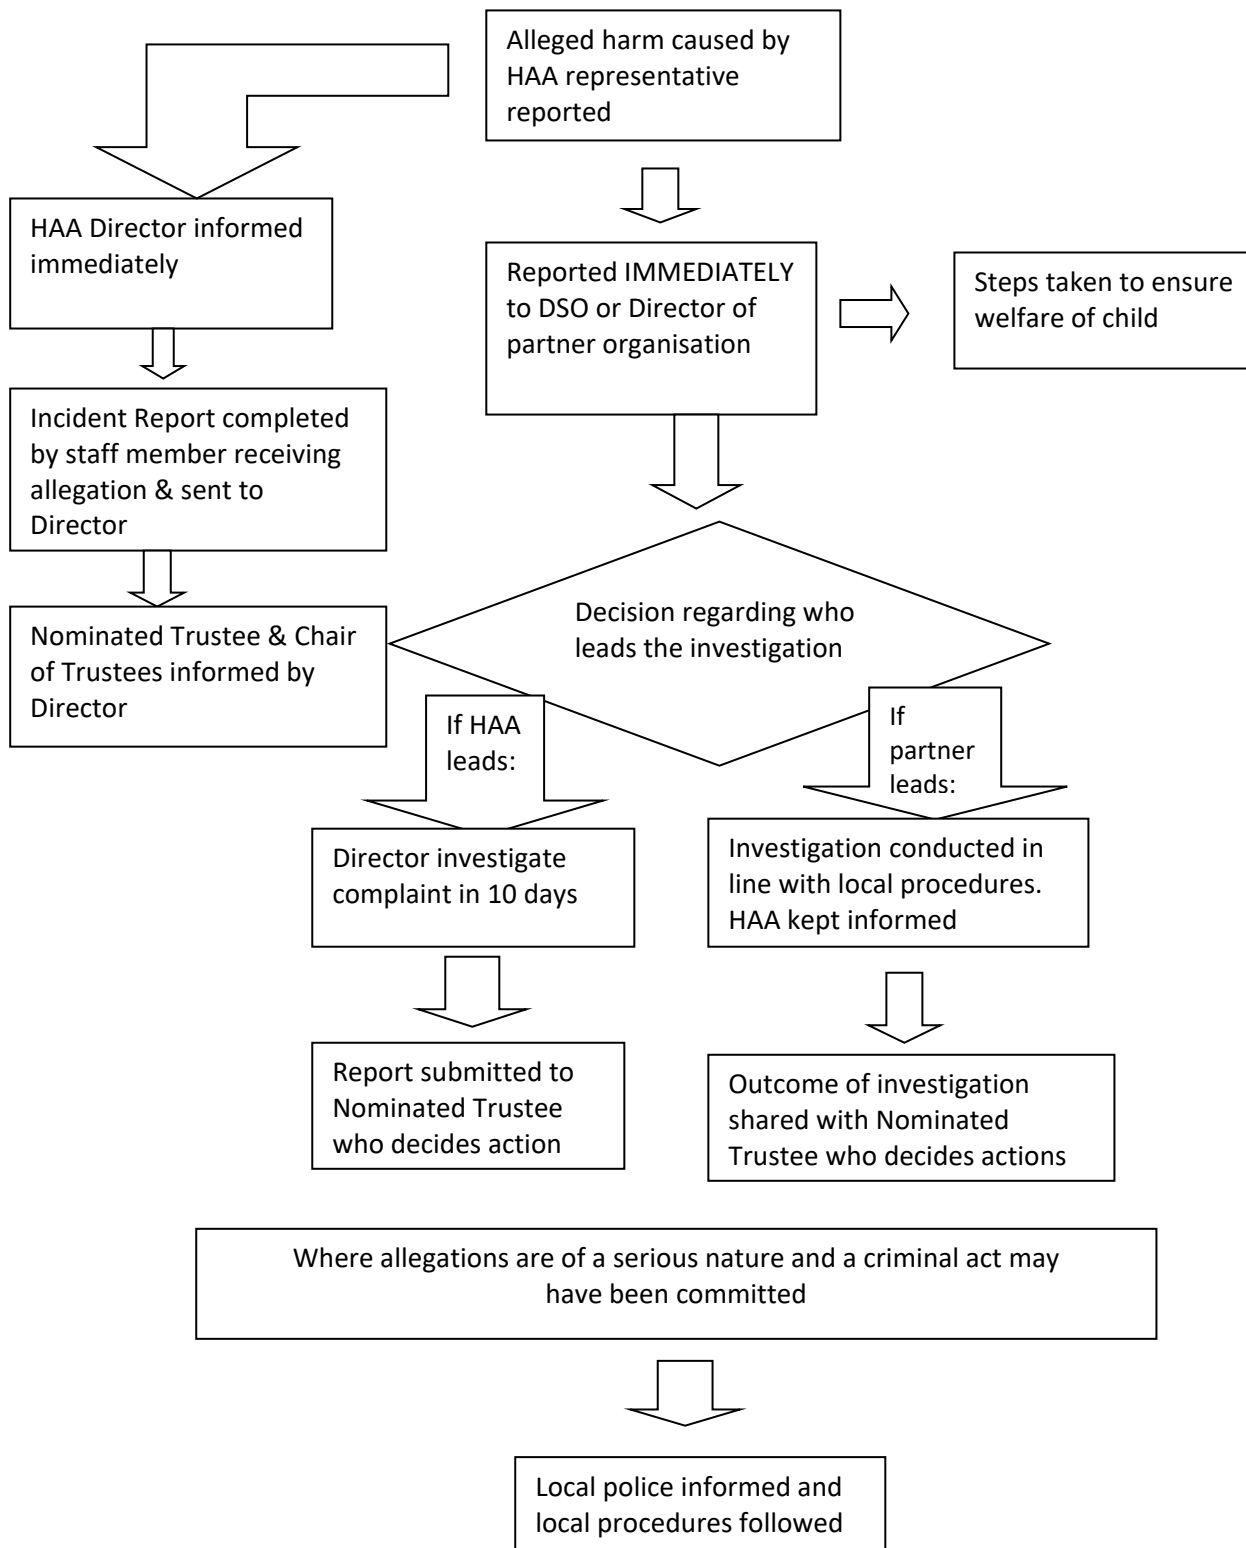 Alleged harm caused by
HAA representative
reported
HAA Director informed
immediately
Reported IMMEDIATELY
to DSO or Director of
partner organisation
Steps taken to ensure
welfare of child
Incident Report completed
by staff member receiving
allegation & sent to
Director
Nominated Trustee & Chair
of Trustees informed by
Director
Decision regarding who
leads the investigation
If HAA
leads:
If
partner
leads:
Director investigate
complaint in 10 days
Investigation conducted in
line with local procedures.
HAA kept informed
Report submitted to
Nominated Trustee
who decides action
Outcome of investigation
shared with Nominated
Trustee who decides actions
Where allegations are of a serious nature and a criminal act may
have been committed
Local police informed and
local procedures followed